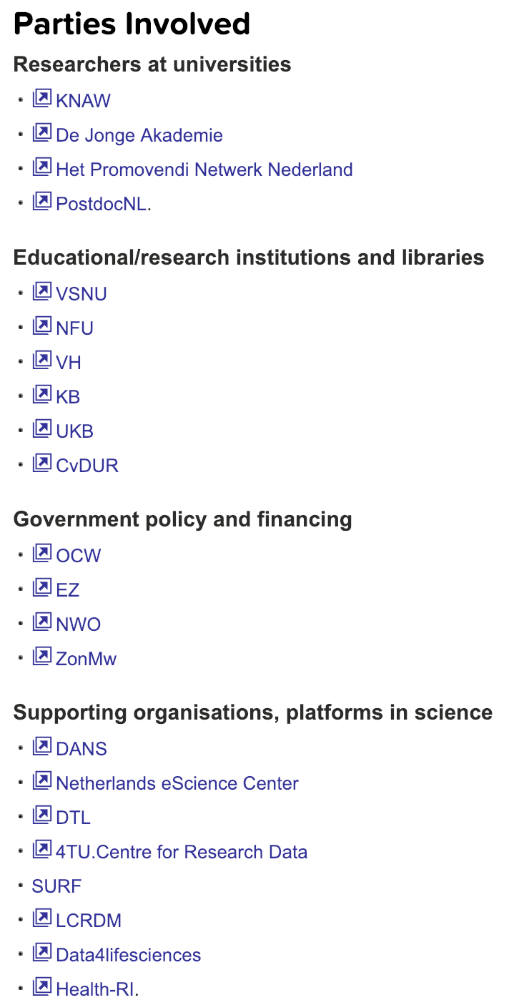 Parties Involved
Researchers at universities
• KNAW
• De Jonge Akademie
• Het Promovendi Netwerk Nederland
• PostdocNL.
Educational/research institutions and libraries
• VSNU
• NFU
• VH
• KB
• UKB
• CvDUR
Government policy and financing
• OCW
• EZ
• NWO
• ZonMw
Supporting organisations, platforms in science
• DANS
• Netherlands eScience Center
• DTL
• 4TU.Centre for Research Data
• SURF
• LCRDM
• Data4lifesciences
• Health-RI.